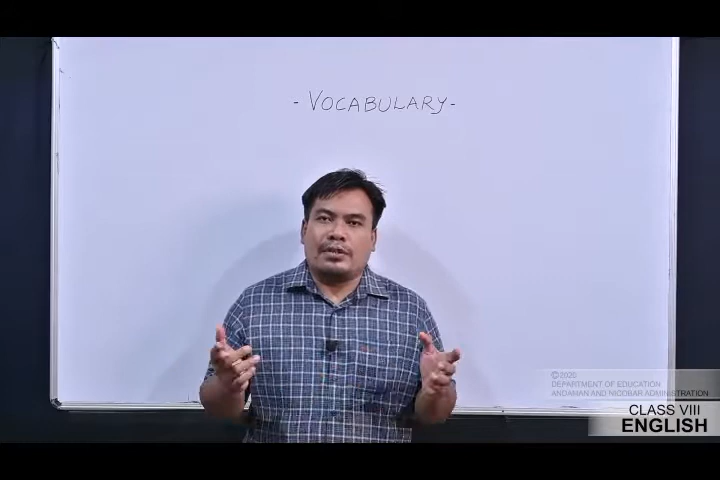 - VOCABULARY -
©2020
DEPARTMENT OF EDUCATION
ANDAMAN AND NICOBAR ADMINISTRATION
CLASS VIII
ENGLISH